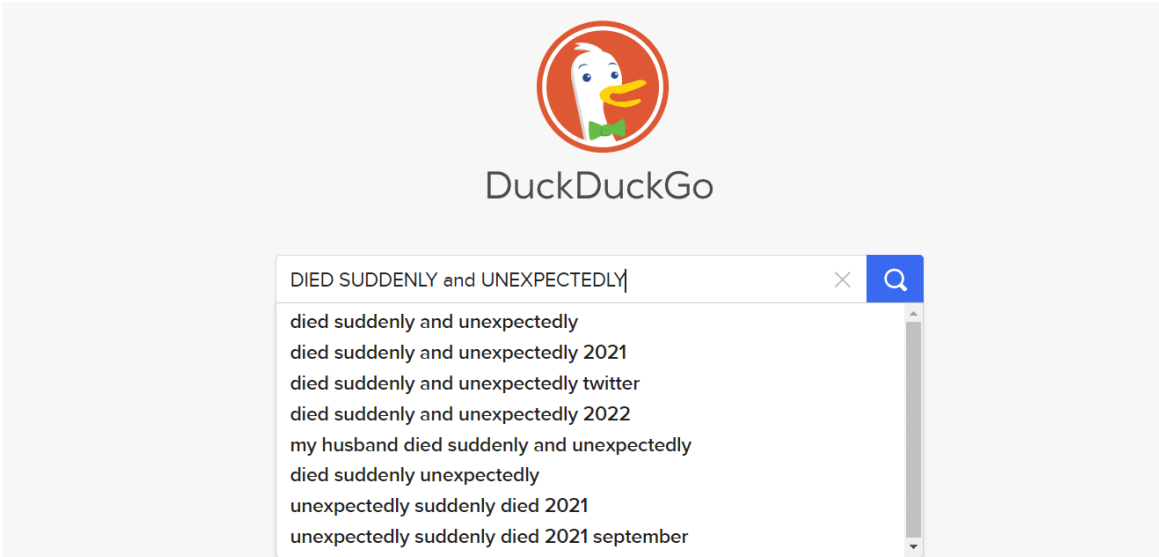 DuckDuckGo
DIED SUDDENLY and UNEXPECTEDLY
died suddenly and unexpectedly
died suddenly and unexpectedly 2021
died suddenly and unexpectedly twitter
died suddenly and unexpectedly 2022
my husband died suddenly and unexpectedly
died suddenly unexpectedly
unexpectedly suddenly died 2021
unexpectedly suddenly died 2021 september